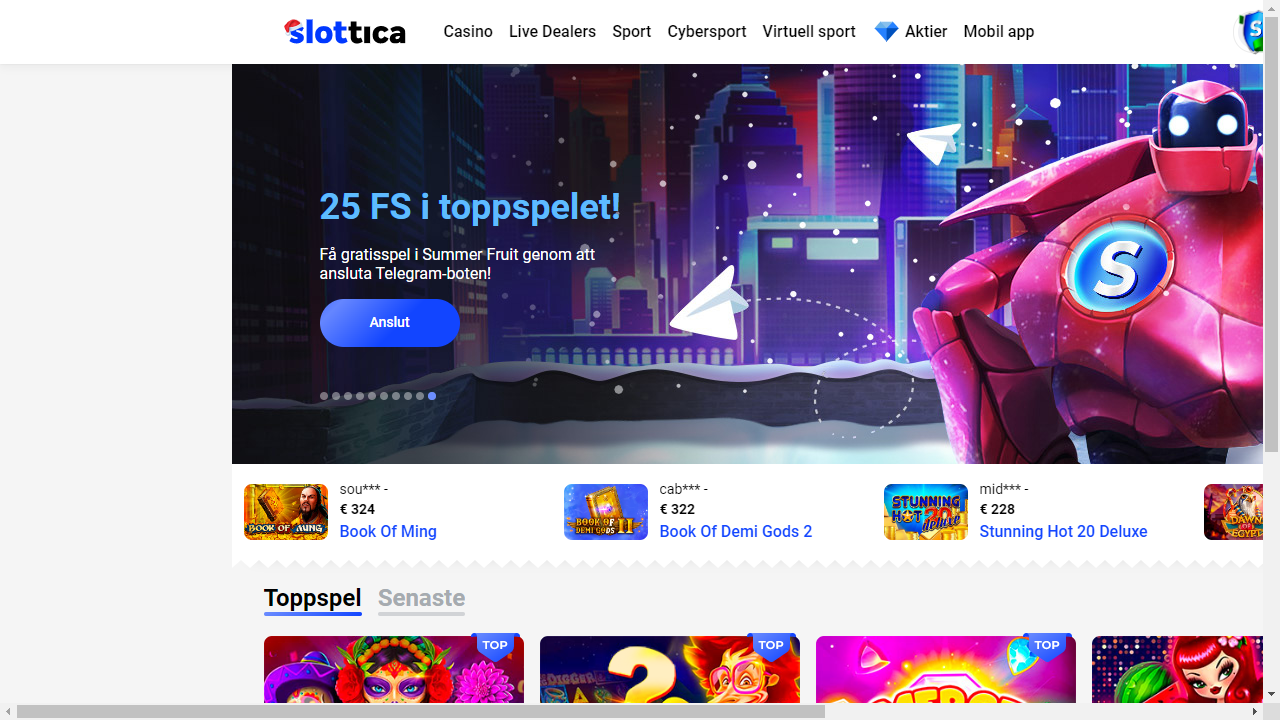 slottica
Casino Live Dealers Sport Cybersport Virtuell sport Aktier Mobil app
25 FS i toppspelet!
Få gratisspel i Summer Fruit genom att
ansluta Telegram-boten!
Anslut
S
sou*** -
€ 324
Book Of Ming
BOOK OF MING
cab*** -
€ 322
Book Of Demi Gods 2
BOOK OF
DEMI GODS II
mid*** -
€ 228
Stunning Hot 20 Deluxe
STUNNING
HOT 20
deluxe
DAWN
OF
EGYPT
Toppspel Senaste
TOP
TOP
TOP